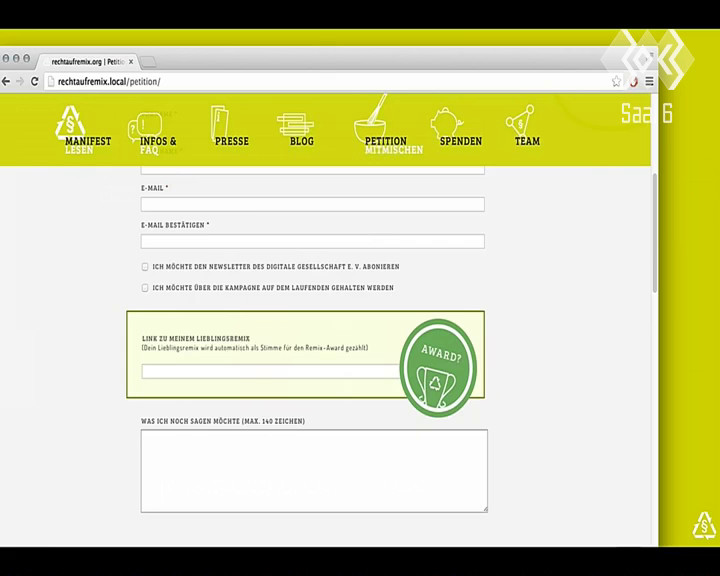 rechtaufremix.org | Petitio
rechtaufremix.local/petition/
Saal 6
MANIFEST LESEN
INFOS & FAQ
PRESSE
BLOG
PETITION MITMISCHEN
SPENDEN
TEAM
E-MAIL *
E-MAIL BESTÄTIGEN *
ICH MÖCHTE DEN NEWSLETTER DES DIGITALE GESELLSCHAFT E. V. ABONIEREN
ICH MÖCHTE ÜBER DIE KAMPAGNE AUF DEM LAUFENDEN GEHALTEN WERDEN
LINK ZU MEINEM LIEBLINGSREMIX
(Dein Lieblingsremix wird automatisch als Stimme für den Remix-Award gezählt)
AWARD?
WAS ICH NOCH SAGEN MÖCHTE (MAX. 140 ZEICHEN)